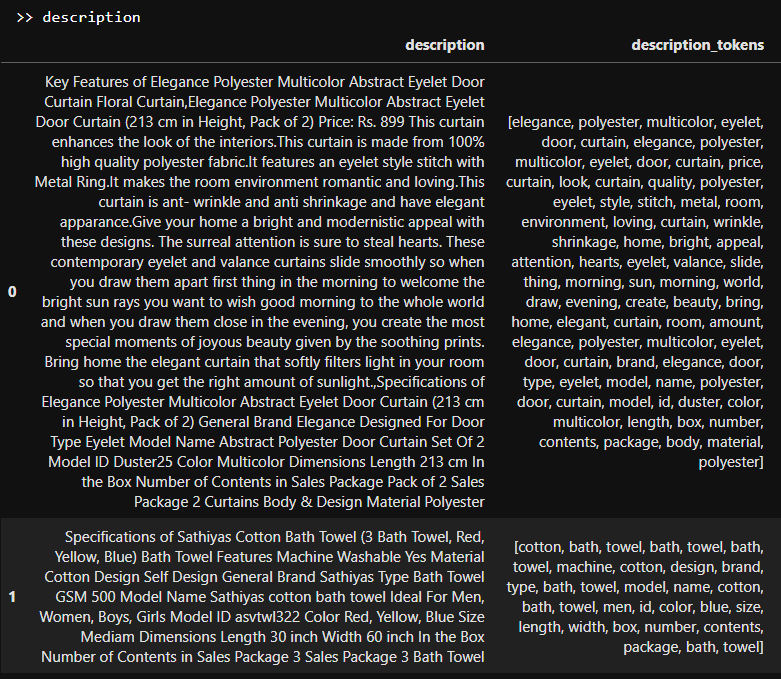 >> description
description description_tokens
0
Key Features of Elegance Polyester Multicolor Abstract Eyelet Door
Curtain Floral Curtain,Elegance Polyester Multicolor Abstract Eyelet
Door Curtain (213 cm in Height, Pack of 2) Price: Rs. 899 This curtain
enhances the look of the interiors.This curtain is made from 100%
high quality polyester fabric.It features an eyelet style stitch with
Metal Ring.It makes the room environment romantic and loving.This
curtain is ant- wrinkle and anti shrinkage and have elegant
apparance.Give your home a bright and modernistic appeal with
these designs. The surreal attention is sure to steal hearts. These
contemporary eyelet and valance curtains slide smoothly so when
you draw them apart first thing in the morning to welcome the
bright sun rays you want to wish good morning to the whole world
and when you draw them close in the evening, you create the most
special moments of joyous beauty given by the soothing prints.
Bring home the elegant curtain that softly filters light in your room
so that you get the right amount of sunlight.,Specifications of
Elegance Polyester Multicolor Abstract Eyelet Door Curtain (213 cm
in Height, Pack of 2) General Brand Elegance Designed For Door
Type Eyelet Model Name Abstract Polyester Door Curtain Set Of 2
Model ID Duster25 Color Multicolor Dimensions Length 213 cm In
the Box Number of Contents in Sales Package Pack of 2 Sales
Package 2 Curtains Body & Design Material Polyester
[elegance, polyester, multicolor, eyelet,
door, curtain, elegance, polyester,
multicolor, eyelet, door, curtain, price,
curtain, look, curtain, quality, polyester,
eyelet, style, stitch, metal, room,
environment, loving, curtain, wrinkle,
shrinkage, home, bright, appeal,
attention, hearts, eyelet, valance, slide,
thing, morning, sun, morning, world,
draw, evening, create, beauty, bring,
home, elegant, curtain, room, amount,
elegance, polyester, multicolor, eyelet,
door, curtain, brand, elegance, door,
type, eyelet, model, name, polyester,
door, curtain, model, id, duster, color,
multicolor, length, box, number,
contents, package, body, material,
polyester]
1
Specifications of Sathiyas Cotton Bath Towel (3 Bath Towel, Red,
Yellow, Blue) Bath Towel Features Machine Washable Yes Material
Cotton Design Self Design General Brand Sathiyas Type Bath Towel
GSM 500 Model Name Sathiyas cotton bath towel Ideal For Men,
Women, Boys, Girls Model ID asvtwl322 Color Red, Yellow, Blue Size
Mediam Dimensions Length 30 inch Width 60 inch In the Box
Number of Contents in Sales Package 3 Sales Package 3 Bath Towel
[cotton, bath, towel, bath, towel, bath,
towel, machine, cotton, design, brand,
type, bath, towel, model, name, cotton,
bath, towel, men, id, color, blue, size,
length, width, box, number, contents,
package, bath, towel]